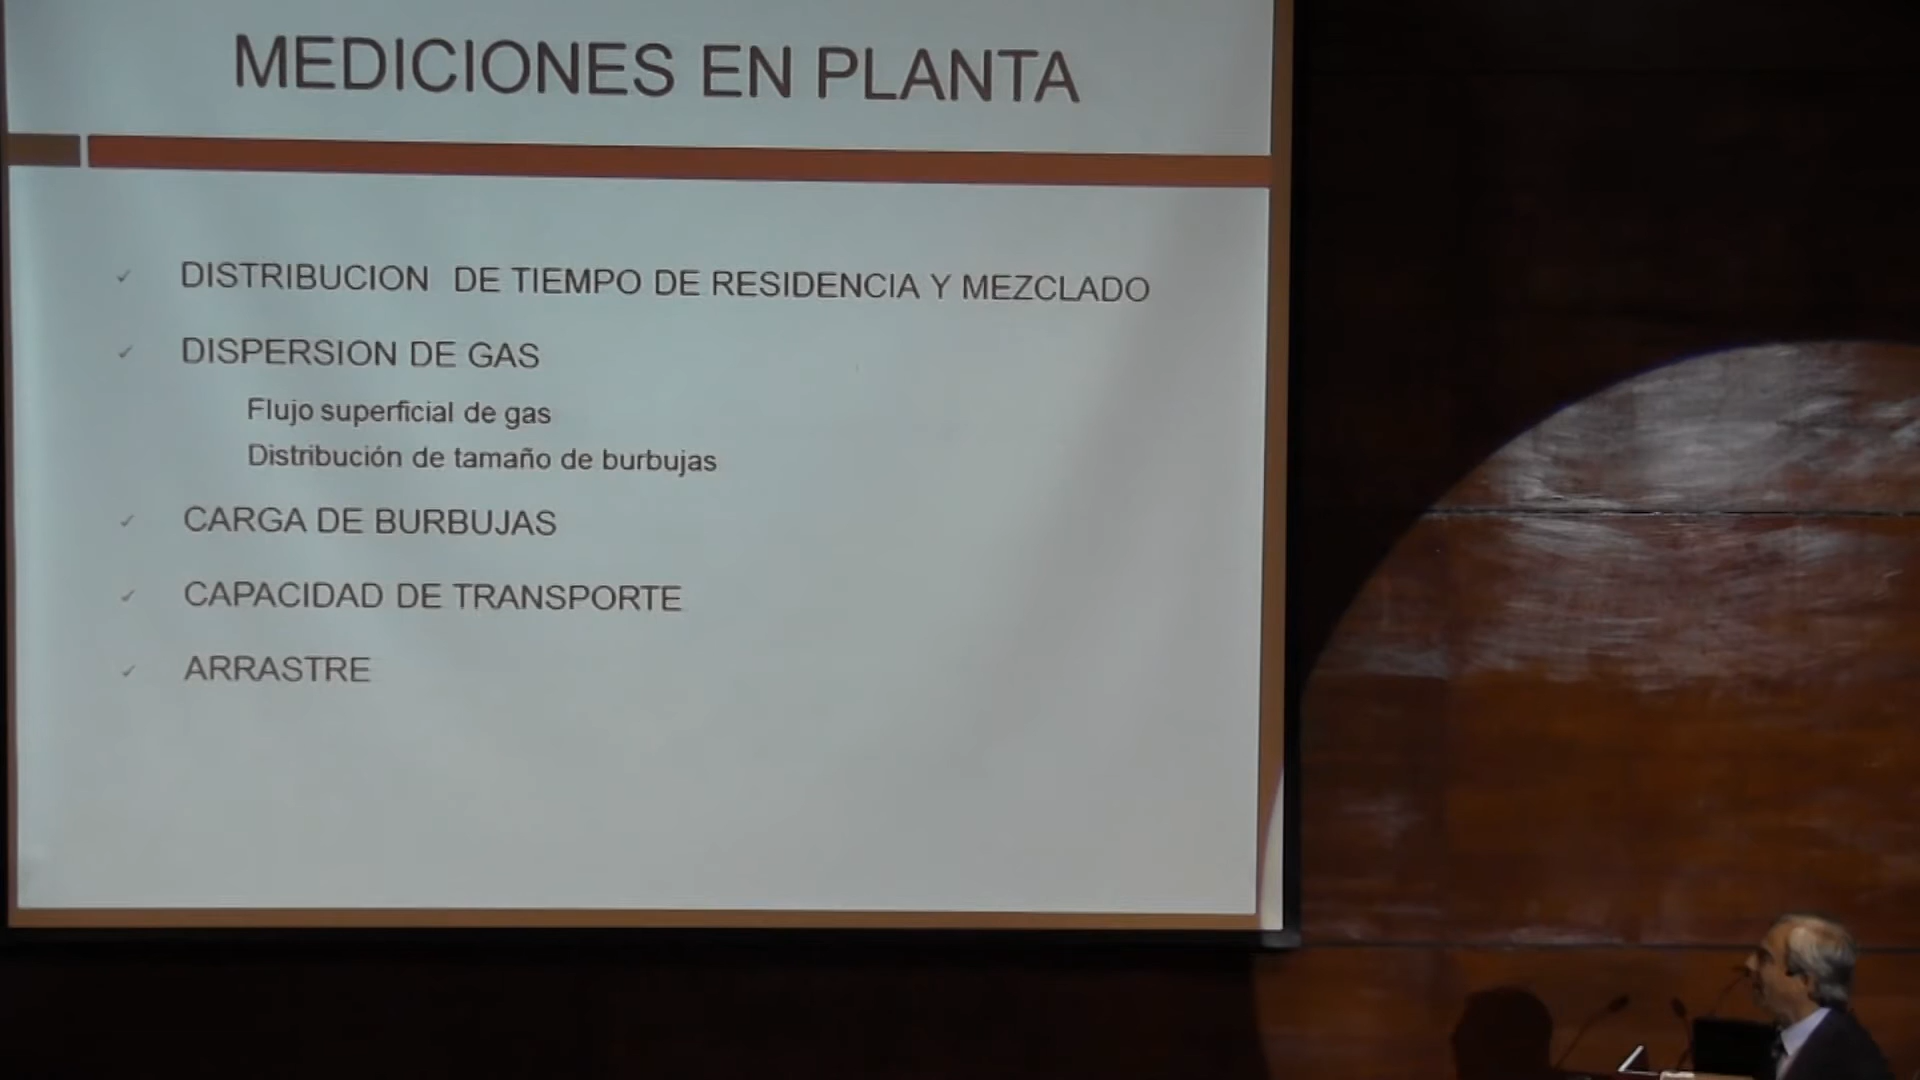 MEDICIONES EN PLANTA
✓ DISTRIBUCION DE TIEMPO DE RESIDENCIA Y MEZCLADO
✓ DISPERSION DE GAS
Flujo superficial de gas
Distribución de tamaño de burbujas
✓ CARGA DE BURBUJAS
✓ CAPACIDAD DE TRANSPORTE
✓ ARRASTRE